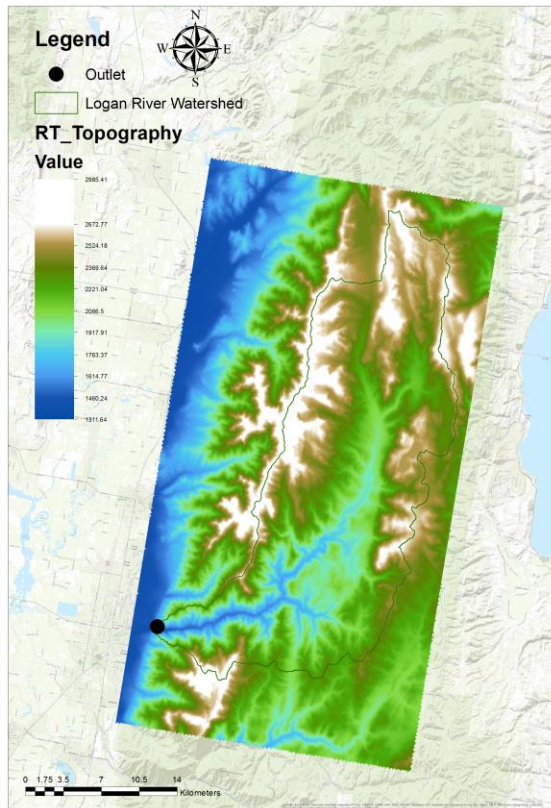 Legend
N
W E
S
Outlet
Logan River Watershed
RT_Topography
Value
2985.41
2672.77
2524.18
2369.64
2221.04
2066.5
1917.91
1763.37
1614.77
1460.24
1311.64
0 1.75 3.5 7 10.5 14
Kilometers